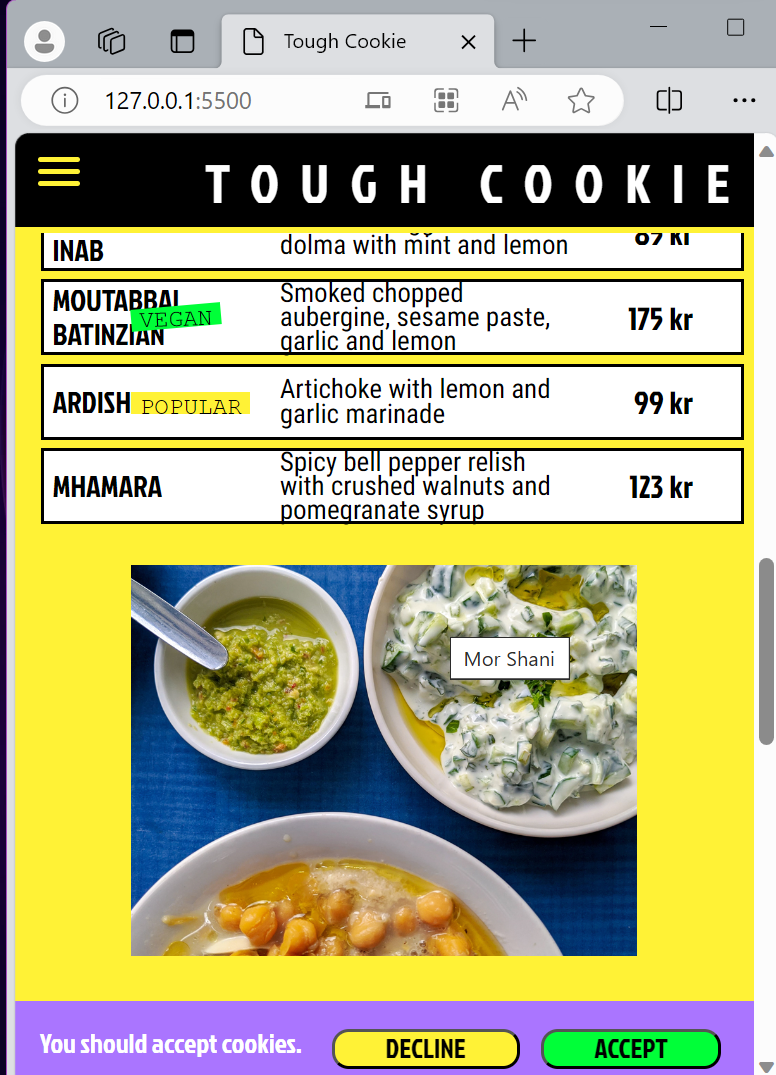 Tough Cookie
127.0.0.1:5500
TOUGH COOKIE
INAB
dolma with mint and lemon
89 kr
MOUTABBAL
BATINZIAN
VEGAN
Smoked chopped
aubergine, sesame paste,
garlic and lemon
175 kr
ARDISH
POPULAR
Artichoke with lemon and
garlic marinade
99 kr
MHAMARA
Spicy bell pepper relish
with crushed walnuts and
pomegranate syrup
123 kr
Mor Shani
You should accept cookies.
DECLINE
ACCEPT